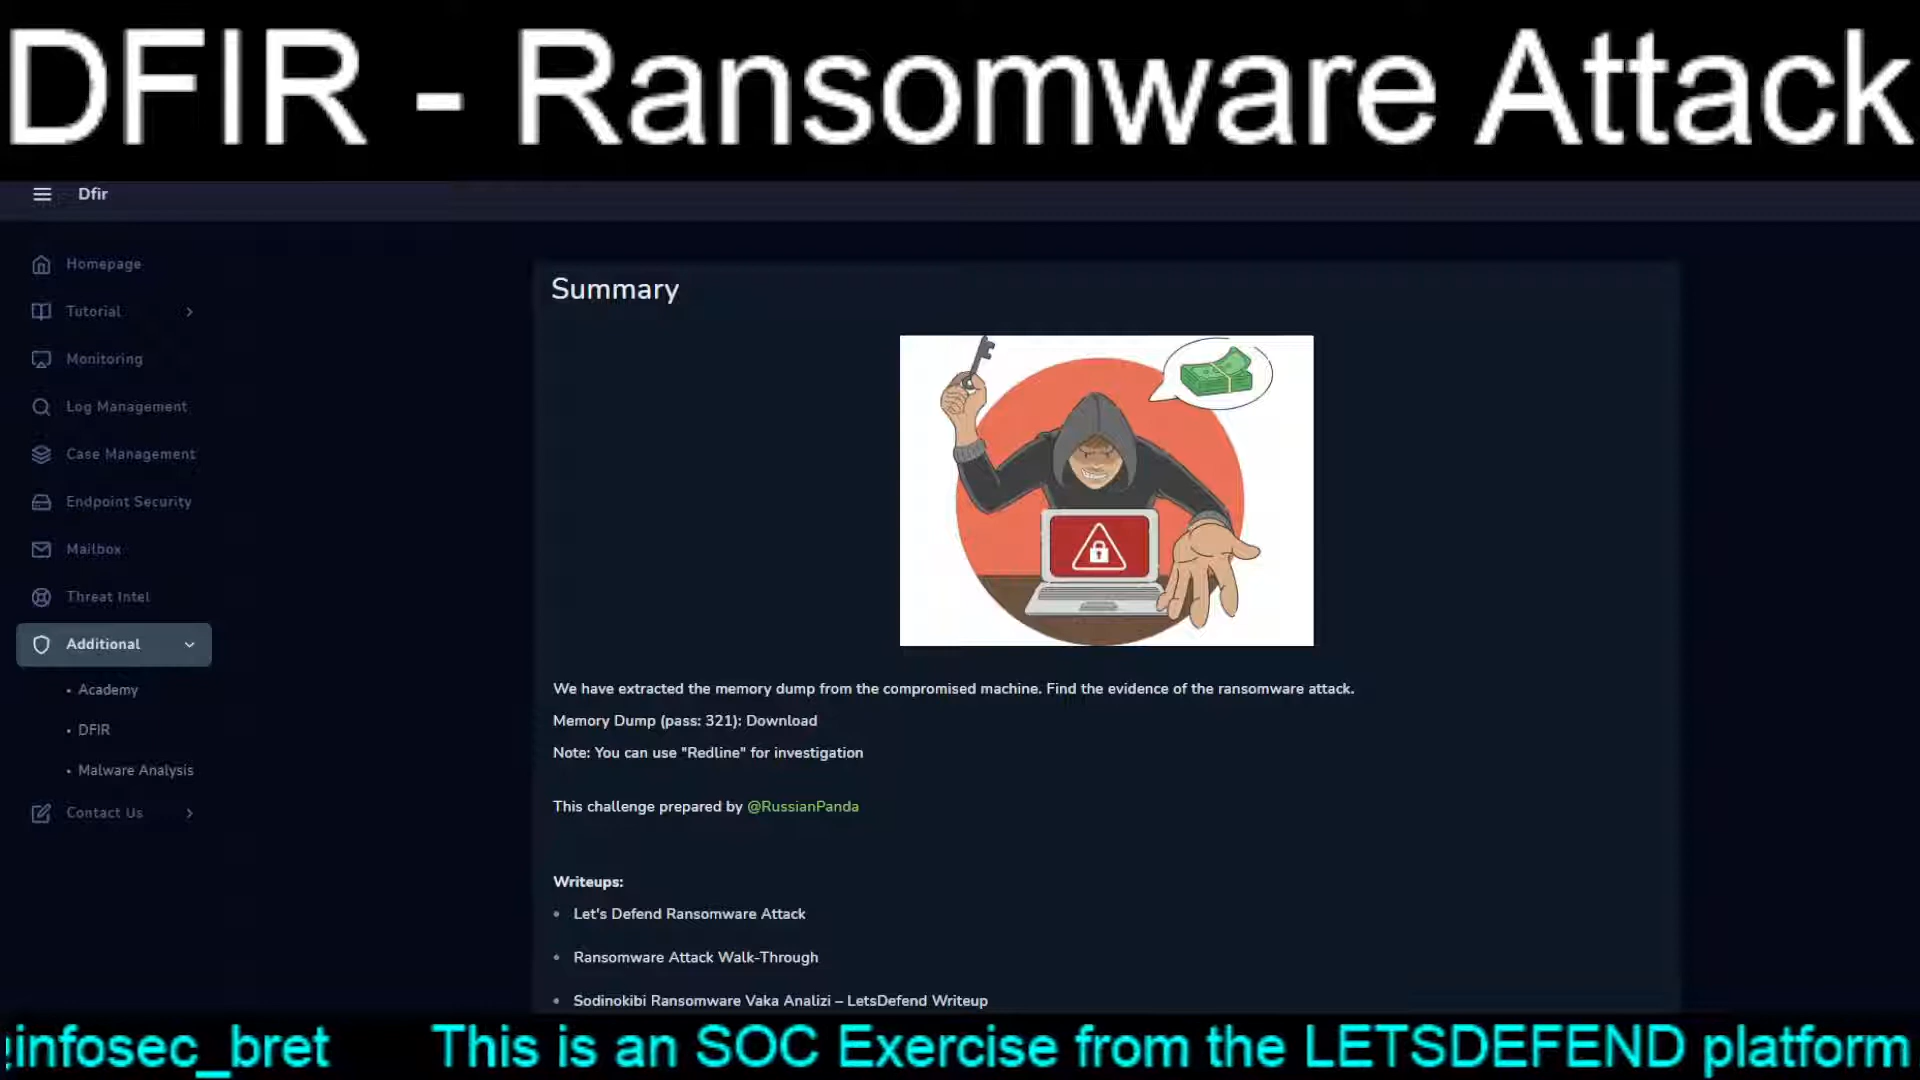 DFIR - Ransomware Attack
Dfir
Homepage
Tutorial
Monitoring
Log Management
Case Management
Endpoint Security
Mailbox
Threat Intel
Additional
• Academy
• DFIR
• Malware Analysis
Contact Us
Summary
We have extracted the memory dump from the compromised machine. Find the evidence of the ransomware attack.
Memory Dump (pass: 321): Download
Note: You can use "Redline" for investigation
This challenge prepared by @RussianPanda
Writeups:
• Let's Defend Ransomware Attack
• Ransomware Attack Walk-Through
• Sodinokibi Ransomware Vaka Analizi – LetsDefend Writeup
@infosec_bret This is an SOC Exercise from the LETSDEFEND platform